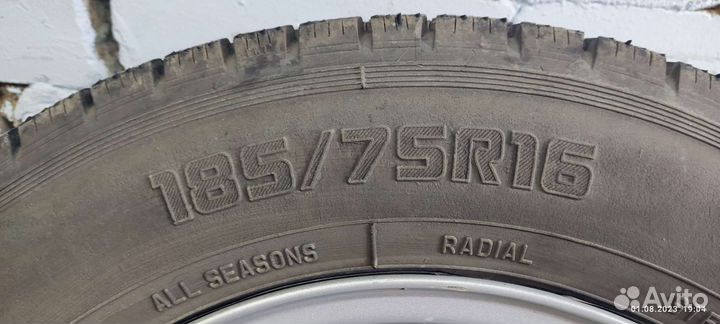 185/75R16
ALL SEASONS
RADIAL
Avito
01.08.2023 19:04